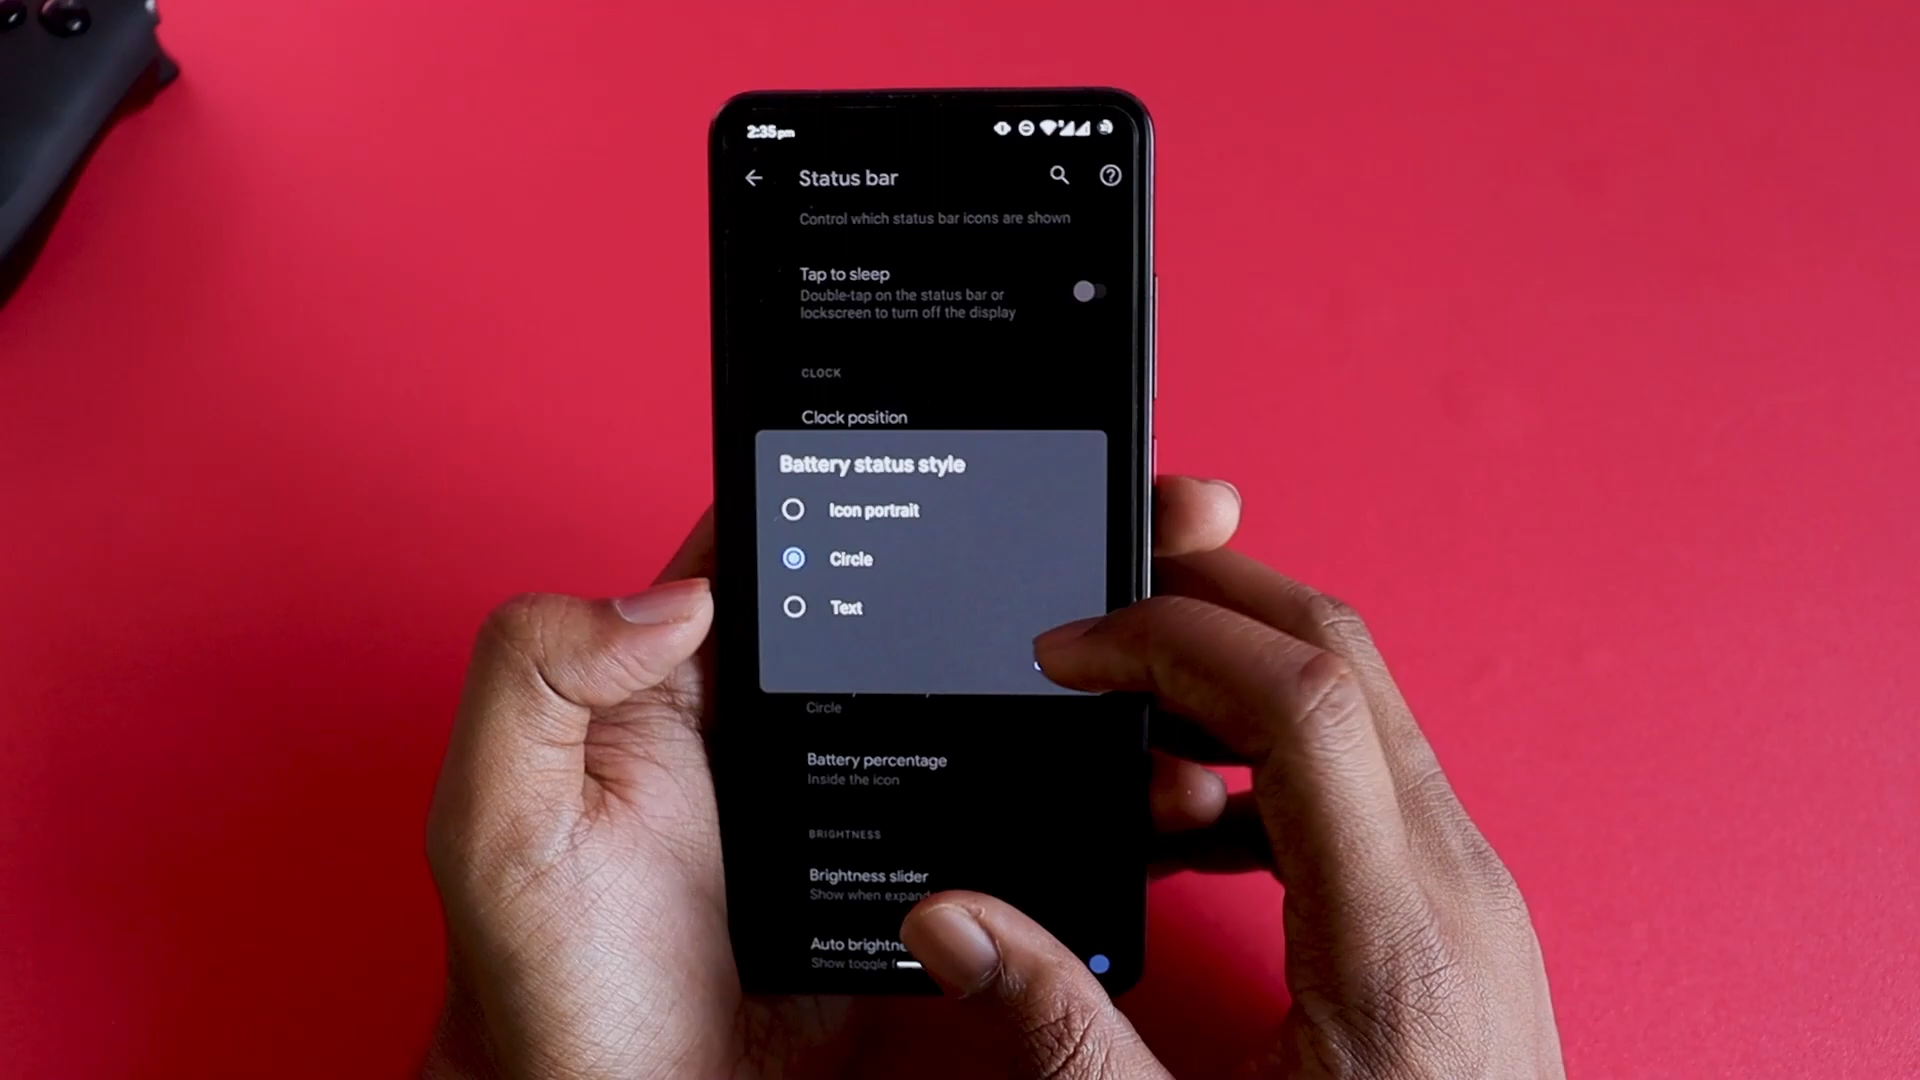 2:35pm
Status bar
Control which status bar icons are shown
Tap to sleep
Double-tap on the status bar or
lockscreen to turn off the display
CLOCK
Clock position
Battery status style
Icon portrait
Circle
Text
Circle
Battery percentage
Inside the icon
BRIGHTNESS
Brightness slider
Show when
Auto
Show toggle